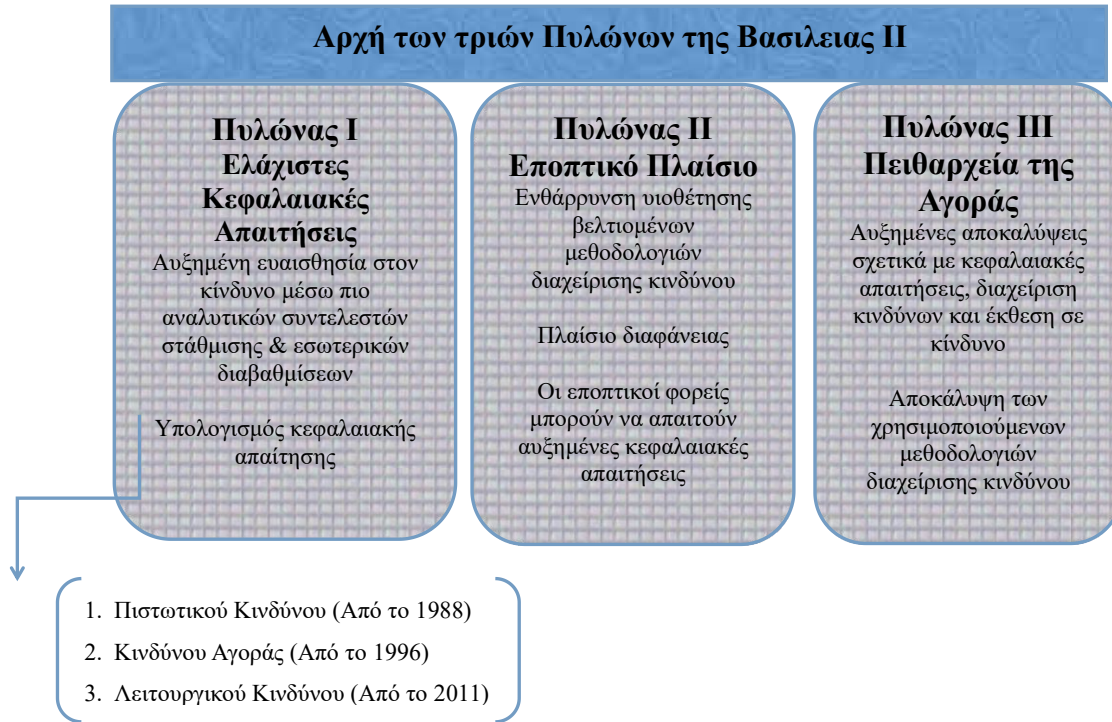 Αρχή των τριών Πυλώνων της Βασιλειας ΙΙ
Πυλώνας Ι
Ελάχιστες
Κεφαλαιακές
Απαιτήσεις
Αυξημένη ευαισθησία στον
κίνδυνο μέσω πιο
αναλυτικών συντελεστών
στάθμισης & εσωτερικών
διαβαθμίσεων
Υπολογισμός κεφαλαιακής
απαίτησης
Πυλώνας ΙΙ
Εποπτικό Πλαίσιο
Ενθάρρυνση υιοθέτησης
βελτιομένων
μεθοδολογιών
διαχείρισης κινδύνου
Πλαίσιο διαφάνειας
Οι εποπτικοί φορείς
μπορούν να απαιτούν
αυξημένες κεφαλαιακές
απαιτήσεις
Πυλώνας ΙΙΙ
Πειθαρχεία της
Αγοράς
Αυξημένες αποκαλύψεις
σχετικά με κεφαλαιακές
απαιτήσεις, διαχείριση
κινδύνων και έκθεση σε
κίνδυνο
Αποκάλυψη των
χρησιμοποιούμενων
μεθοδολογιών
διαχείρισης κινδύνου
1. Πιστωτικού Κινδύνου (Από το 1988)
2. Κινδύνου Αγοράς (Από το 1996)
3. Λειτουργικού Κινδύνου (Από το 2011)